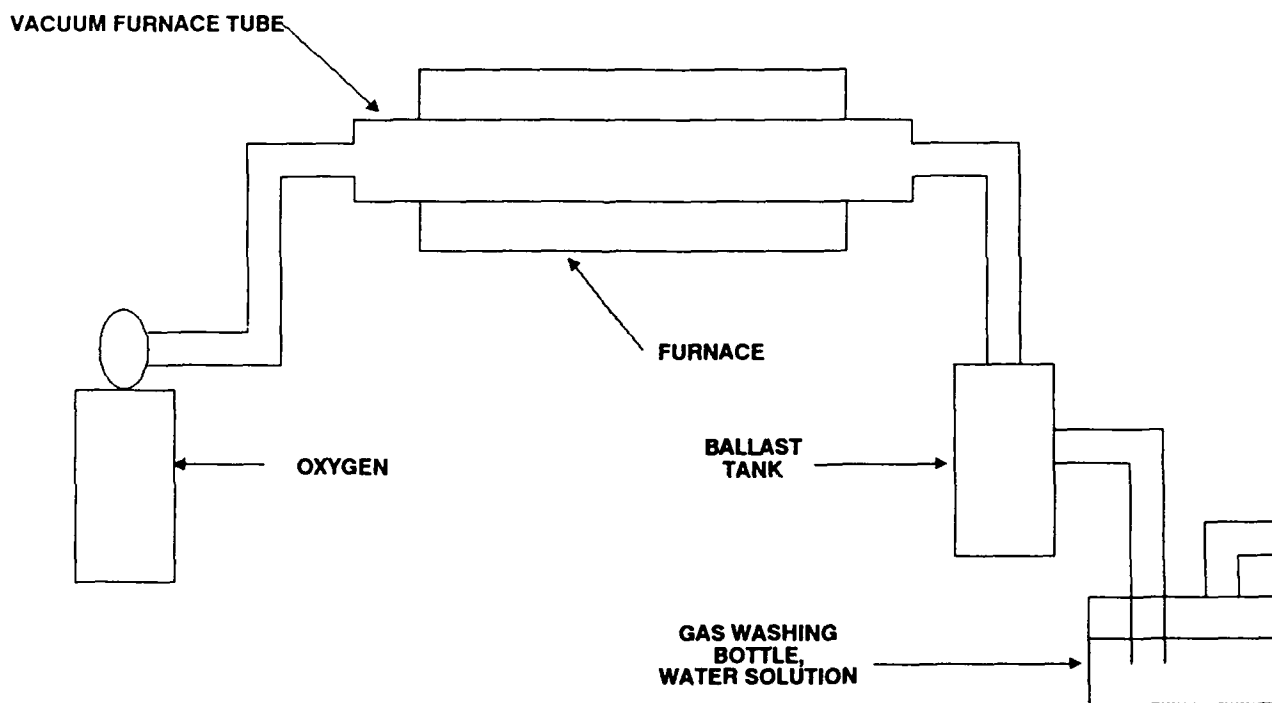 VACUUM FURNACE TUBE
FURNACE
OXYGEN
BALLAST
TANK
GAS WASHING
BOTTLE,
WATER SOLUTION